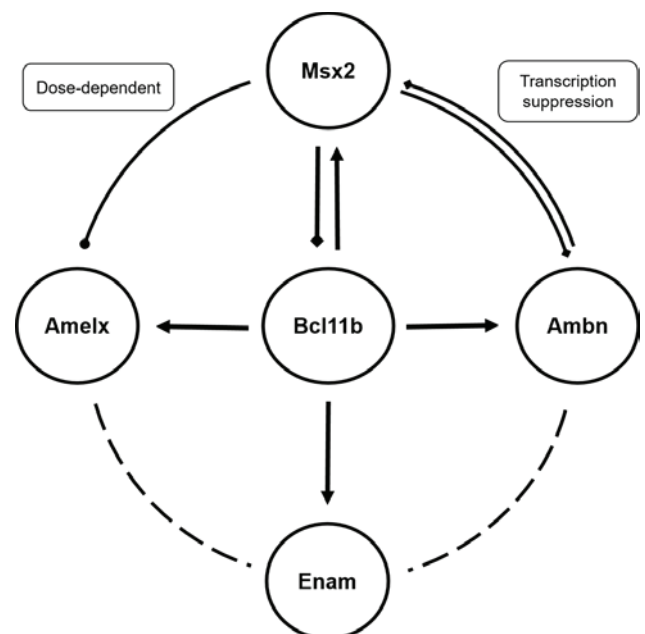 Msx2
Dose-dependent
Transcription
suppression
Amelx
Bcl11b
Ambn
Enam